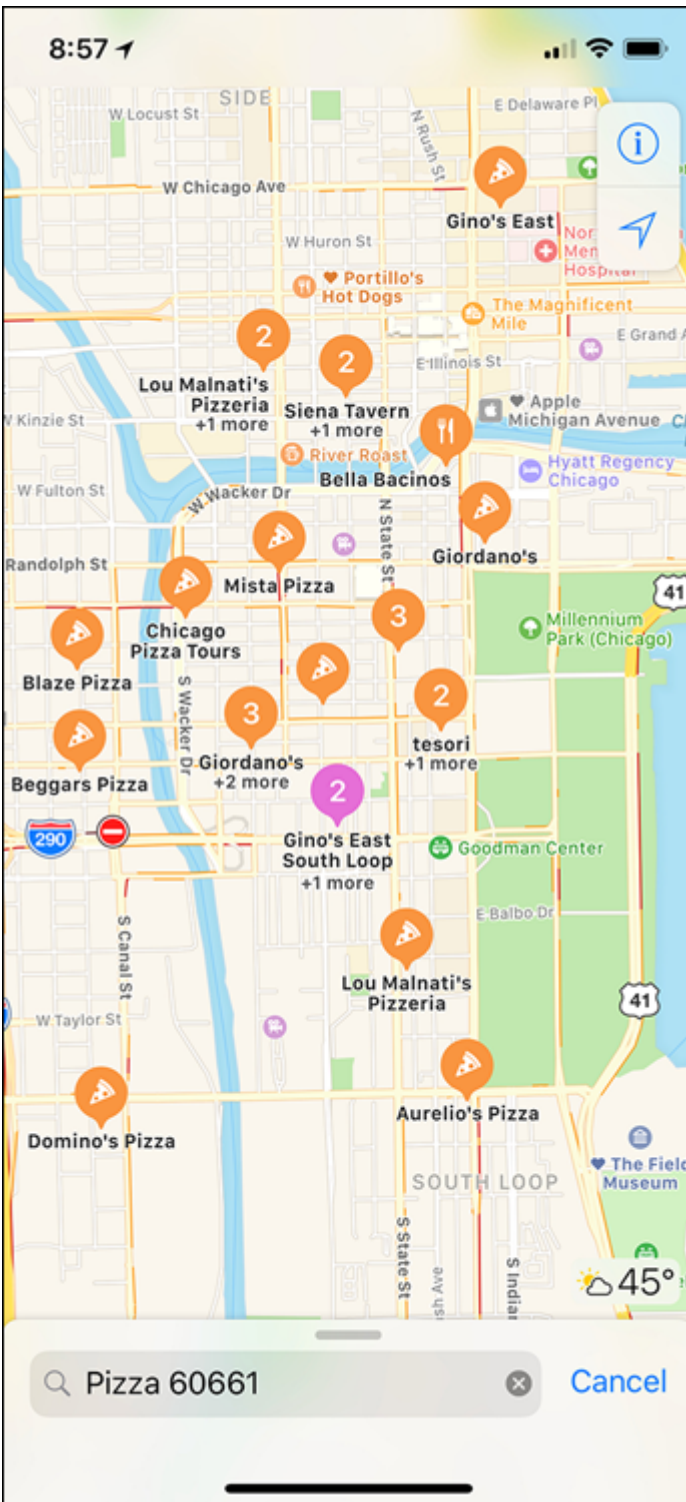 8:57
SIDE
W Locust St
E Delaware Pl
N Rush St
W Chicago Ave
Gino's East
W Huron St
Nor
Mem
Hospital
♥ Portillo's
Hot Dogs
The Magnificent
Mile
E Grand A
2
2
E Illinois St
Lou Malnati's
Pizzeria
+1 more
Siena Tavern
+1 more
♥ Apple
Michigan Avenue
W Kinzie St
River Roast
Bella Bacinos
Hyatt Regency
Chicago
W Fulton St
W Wacker Dr
N State St
Giordano's
Randolph St
Mista Pizza
41
3
Chicago
Pizza Tours
Millennium
Park (Chicago)
Blaze Pizza
S Wacker Dr
3
2
Giordano's
+2 more
tesori
+1 more
Beggars Pizza
2
290
Gino's East
South Loop
+1 more
Goodman Center
E Balbo Dr
S Canal St
Lou Malnati's
Pizzeria
41
W Taylor St
Domino's Pizza
Aurelio's Pizza
♥ The Field
Museum
SOUTH LOOP
S State St
sh Ave
S Indian
45°
Pizza 60661
Cancel